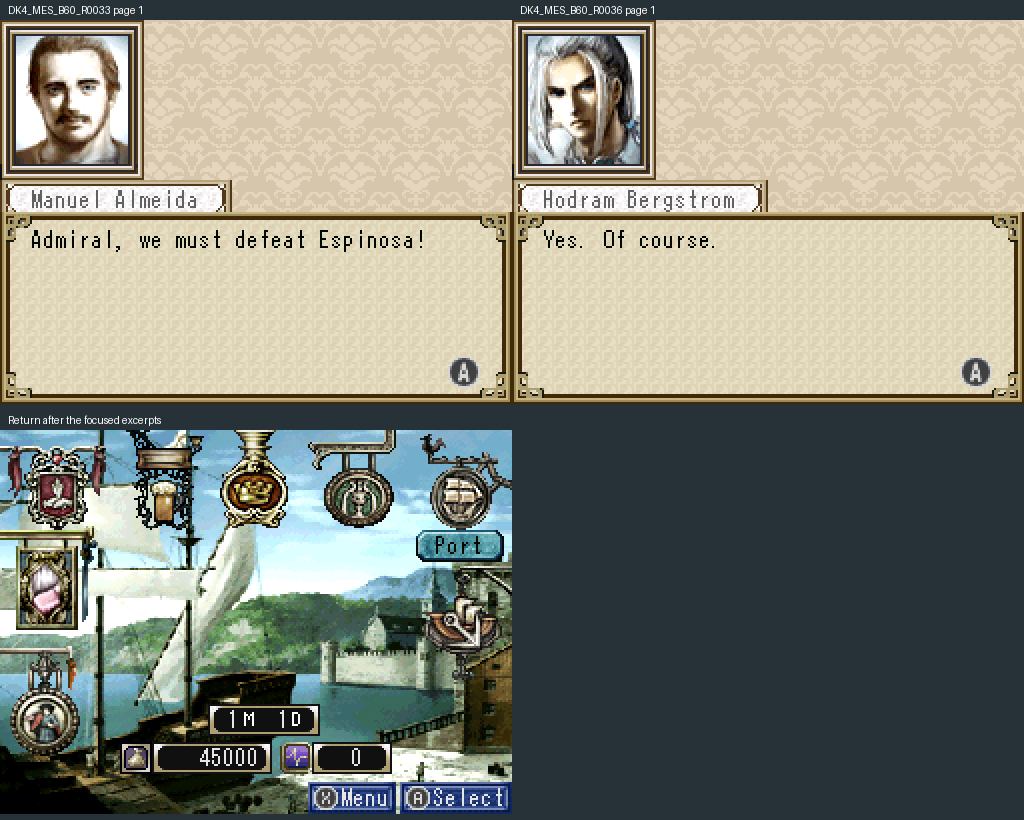 DK4_MES_B60_R0033 page 1
Manuel Almeida
Admiral, we must defeat Espinosa!
A
DK4_MES_B60_R0036 page 1
Hodram Bergstrom
Yes. Of course.
A
Return after the focused excerpts
Port
1M 1D
45000
0
X Menu
A Select